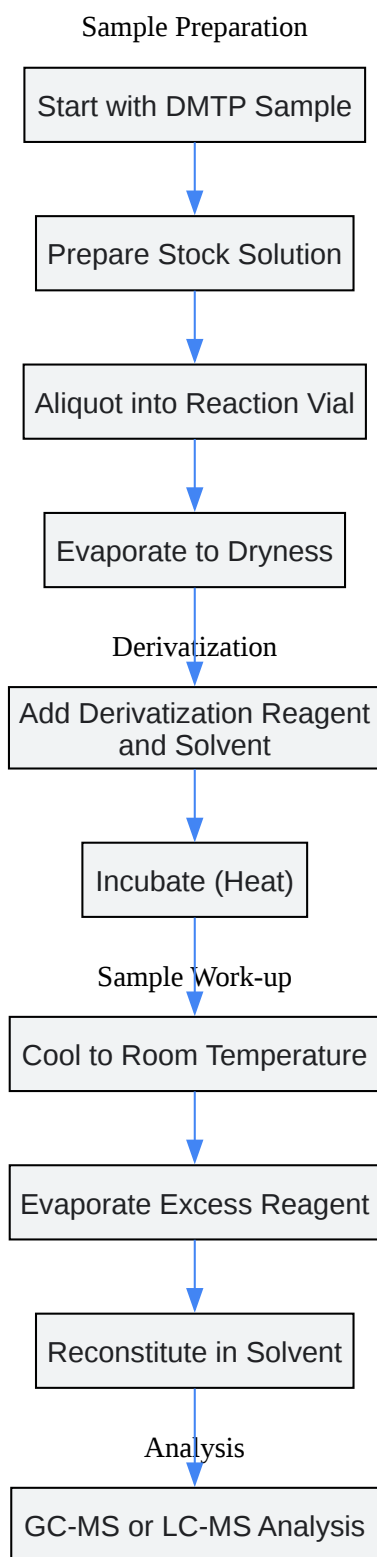 Sample Preparation
Start with DMTP Sample
Prepare Stock Solution
Aliquot into Reaction Vial
Evaporate to Dryness
Derivatization
Add Derivatization Reagent
and Solvent
Incubate (Heat)
Sample Work-up
Cool to Room Temperature
Evaporate Excess Reagent
Reconstitute in Solvent
Analysis
GC-MS or LC-MS Analysis